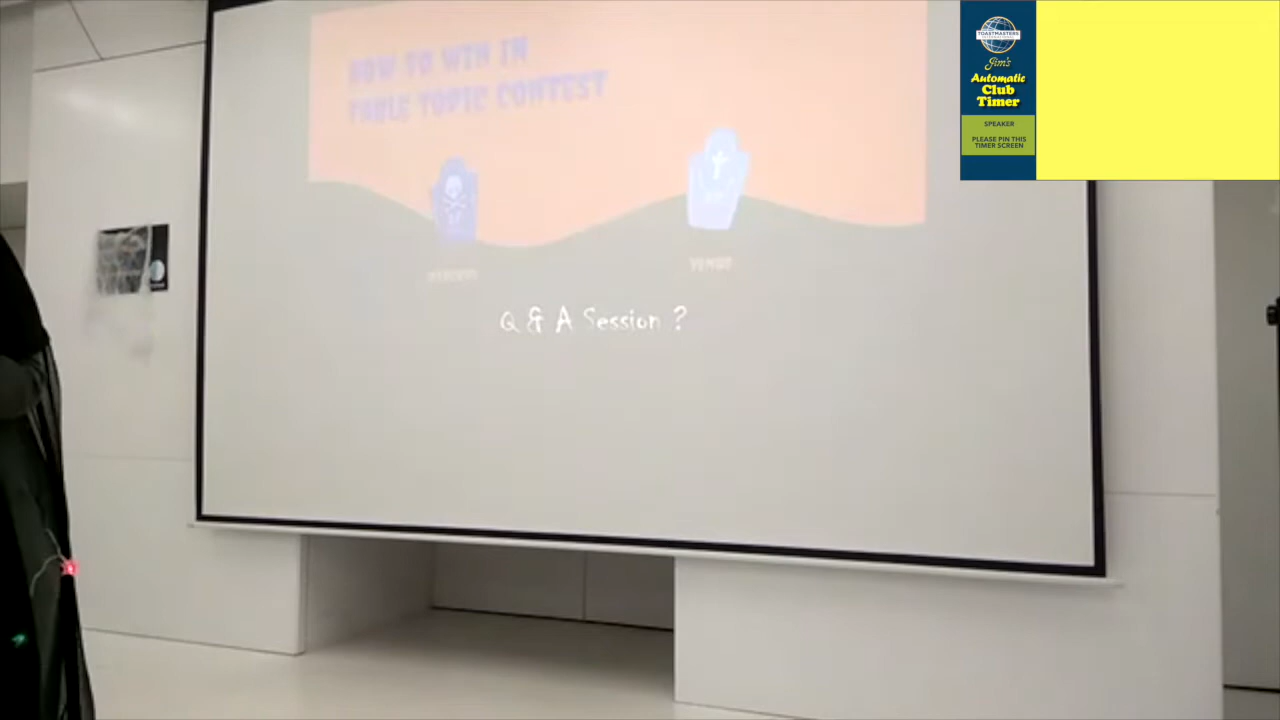 HOW TO WIN IN
TABLE TOPIC CONTEST
Q & A Session ?
TOASTMASTERS
INTERNATIONAL
Jim's
Automatic
Club
Timer
SPEAKER
PLEASE PIN THIS
TIMER SCREEN